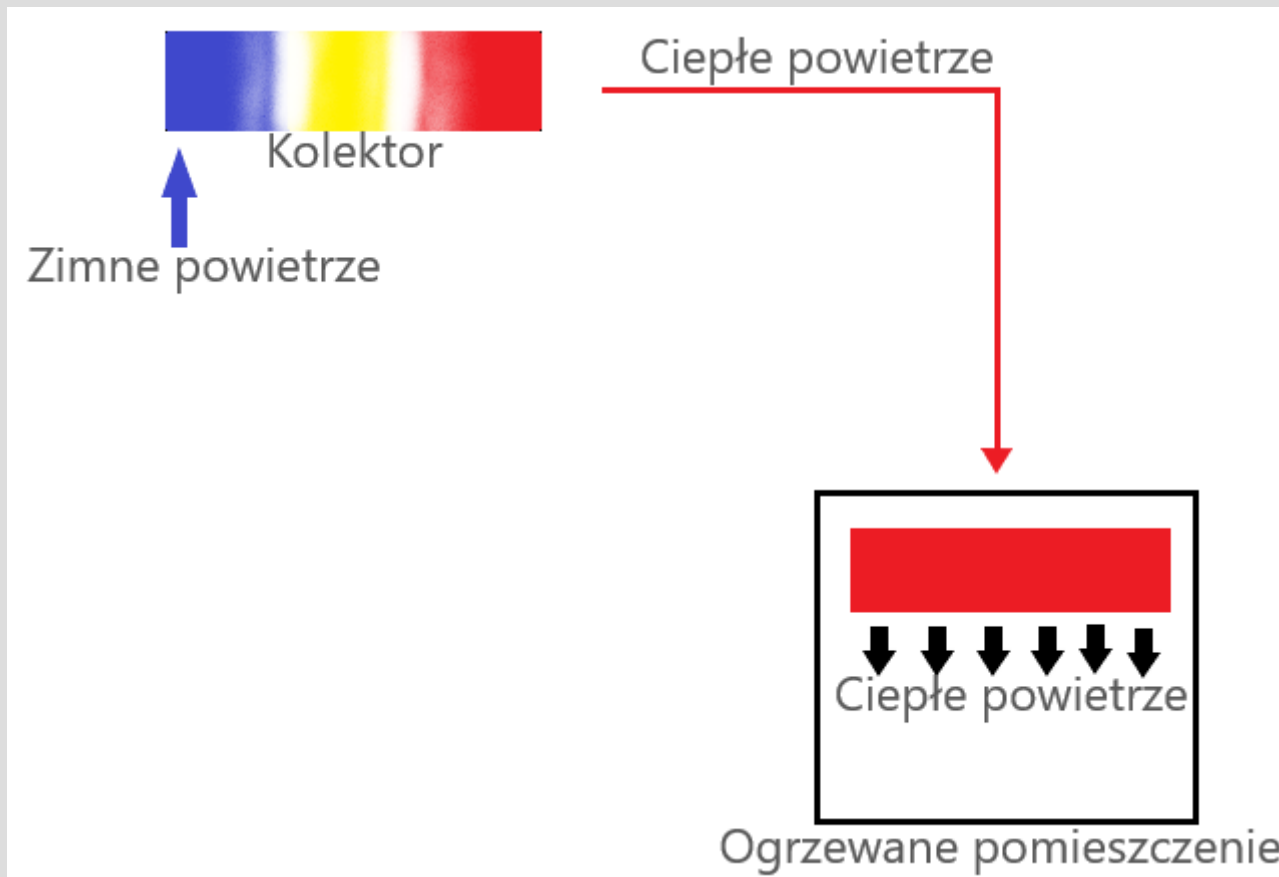 Ciepłe powietrze
Kolektor
Zimne powietrze
Ciepłe powietrze
Ogrzewane pomieszczenie